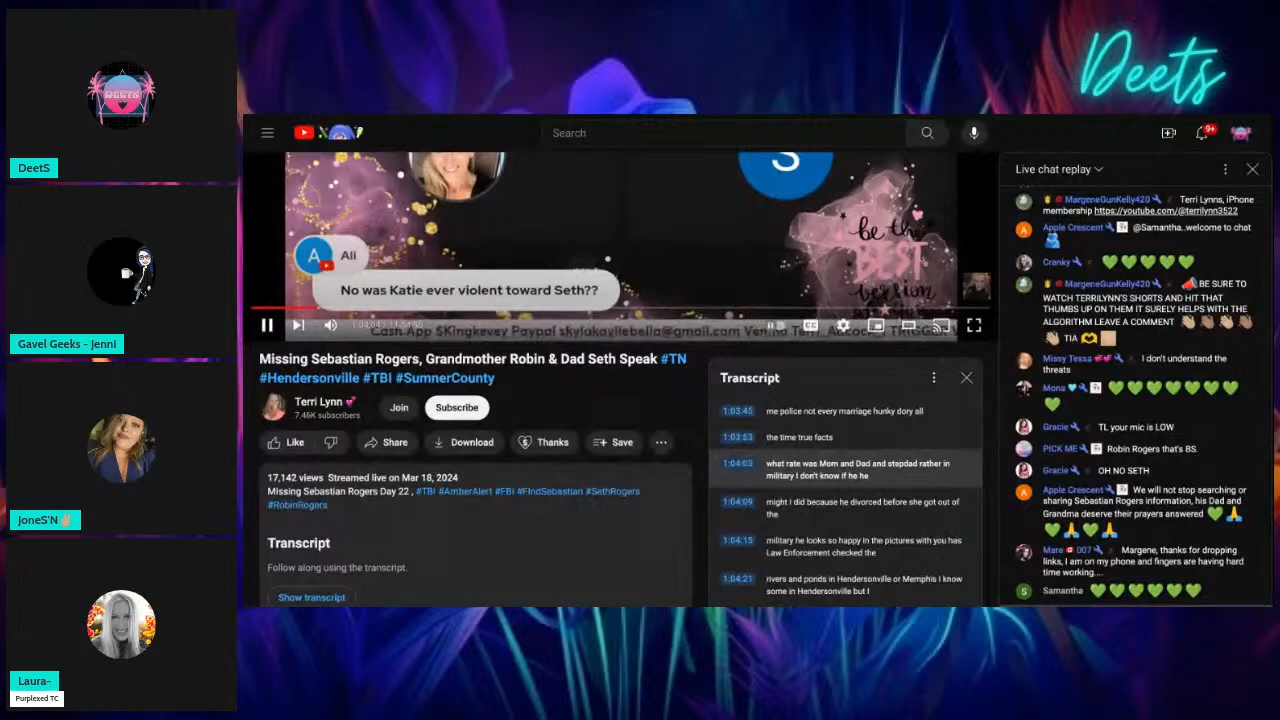 Deets
DEETS
DeetS
Gavel Geeks - Jenni
JoneS'N✌🏼
Laura-
Purplexed TC
Search
9+
S
be the
BEST
version
A
Ali
No was Katie ever violent toward Seth??
Cash App $Kingkevey Paypal skylakayliebella@gmail.com
Missing Sebastian Rogers, Grandmother Robin & Dad Seth Speak #TN
#Hendersonville #TBI #SumnerCounty
Terri Lynn 💕
7.46K subscribers
Join
Subscribe
Like
Share
Download
Thanks
Save
...
17,142 views Streamed live on Mar 18, 2024
Missing Sebastian Rogers Day 22 , #TBI #AmberAlert #FBI #FIndSebastian #SethRogers
#RobinRogers
Transcript
Follow along using the transcript.
Show transcript
Transcript
1:03:45 me police not every marriage hunky dory all
1:03:53 the time true facts
1:04:03 what rate was Mom and Dad and stepdad rather in
military I don't know if he he
1:04:09 might I did because he divorced before she got out of
the
1:04:15 military he looks so happy in the pictures with you has
Law Enforcement checked the
1:04:21 rivers and ponds in Hendersonville or Memphis I know
some in Hendersonville but I
Live chat replay
MargeneGunKelly420 Terri Lynns, iPhone
membership https://youtube.com/@terrilynn3522
A Apple Crescent @Samantha..welcome to chat
Cranky 💚💚💚💚💚
MargeneGunKelly420 📣BE SURE TO
WATCH TERRILYNN'S SHORTS AND HIT THAT
THUMBS UP ON THEM IT SURELY HELPS WITH THE
ALGORITHM LEAVE A COMMENT
TIA
Missy Tessa I don't understand the
threats
Mona 💚💚💚💚💚💚💚
💚
Gracie TL your mic is LOW
PICK ME Robin Rogers that's BS.
Gracie OH NO SETH
A Apple Crescent We will not stop searching or
sharing Sebastian Rogers information, his Dad and
Grandma deserve their prayers answered 💚🙏
💚🙏💚🙏
Mare 007 Margene, thanks for dropping
links, I am on my phone and fingers are having hard
time working....
S Samantha 💚💚💚💚💚💚